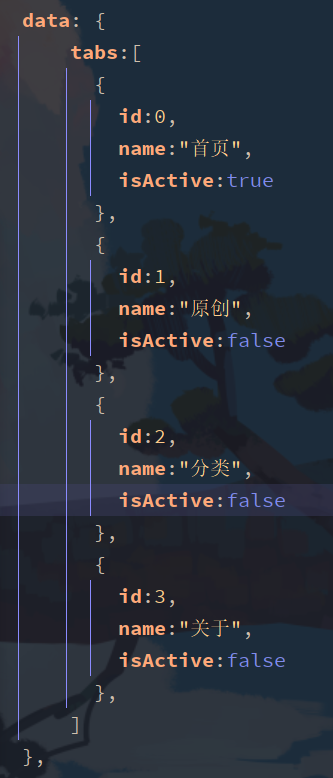 data: {
tabs:[
{
id:0,
name:"首页",
isActive:true
},
{
id:1,
name:"原创",
isActive:false
},
{
id:2,
name:"分类",
isActive:false
},
{
id:3,
name:"关于",
isActive:false
},
]
},